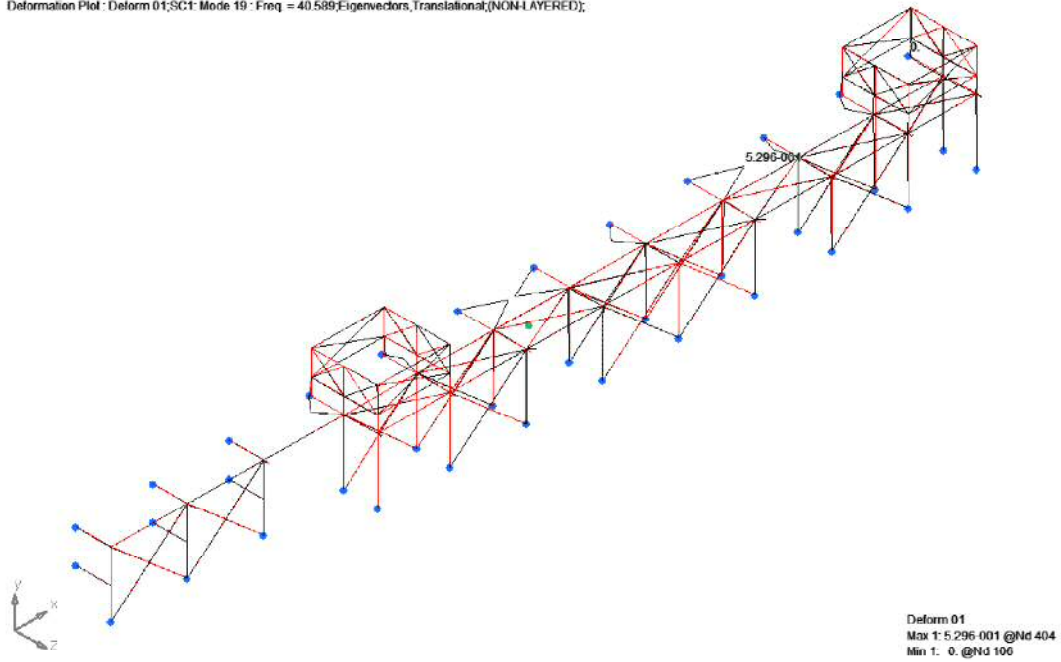 Deformation Plot : Deform 01;SC1: Mode 19 : Freq. = 40.589;Eigenvectors,Translational;(NON-LAYERED);
0.
5.296-001
y
x
z
Deform 01
Max 1: 5.296-001 @Nd 404
Min 1: 0. @Nd 106